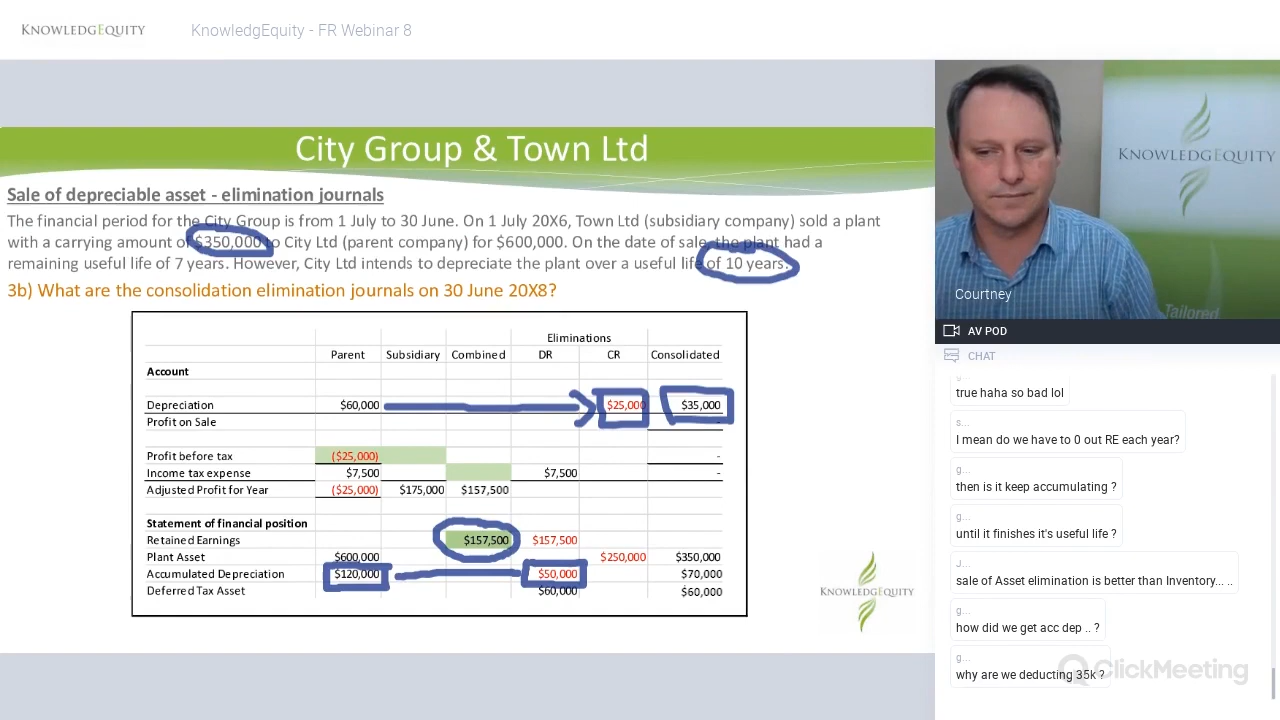 KNOWLEDGEQUITY
KnowledgEquity - FR Webinar 8
City Group & Town Ltd
Sale of depreciable asset - elimination journals
The financial period for the City Group is from 1 July to 30 June. On 1 July 20X6, Town Ltd (subsidiary company) sold a plant
with a carrying amount of $350,000 to City Ltd (parent company) for $600,000. On the date of sale, the plant had a
remaining useful life of 7 years. However, City Ltd intends to depreciate the plant over a useful life of 10 years.
3b) What are the consolidation elimination journals on 30 June 20X8?
Eliminations
Parent Subsidiary Combined DR CR Consolidated
Account
Depreciation $60,000 $25,000 $35,000
Profit on Sale -
Profit before tax ($25,000) -
Income tax expense $7,500 $7,500 -
Adjusted Profit for Year ($25,000) $175,000 $157,500
Statement of financial position
Retained Earnings $157,500 $157,500
Plant Asset $600,000 $250,000 $350,000
Accumulated Depreciation $120,000 $50,000 $70,000
Deferred Tax Asset $60,000 $60,000
KNOWLEDGEQUITY
KNOWLEDGEQUITY
Tailored
Courtney
AV POD
CHAT
g...
true haha so bad lol
s...
I mean do we have to 0 out RE each year?
g...
then is it keep accumulating ?
g...
until it finishes it's useful life ?
J...
sale of Asset elimination is better than Inventory... ..
g...
how did we get acc dep .. ?
g...
why are we deducting 35k ?
ClickMeeting